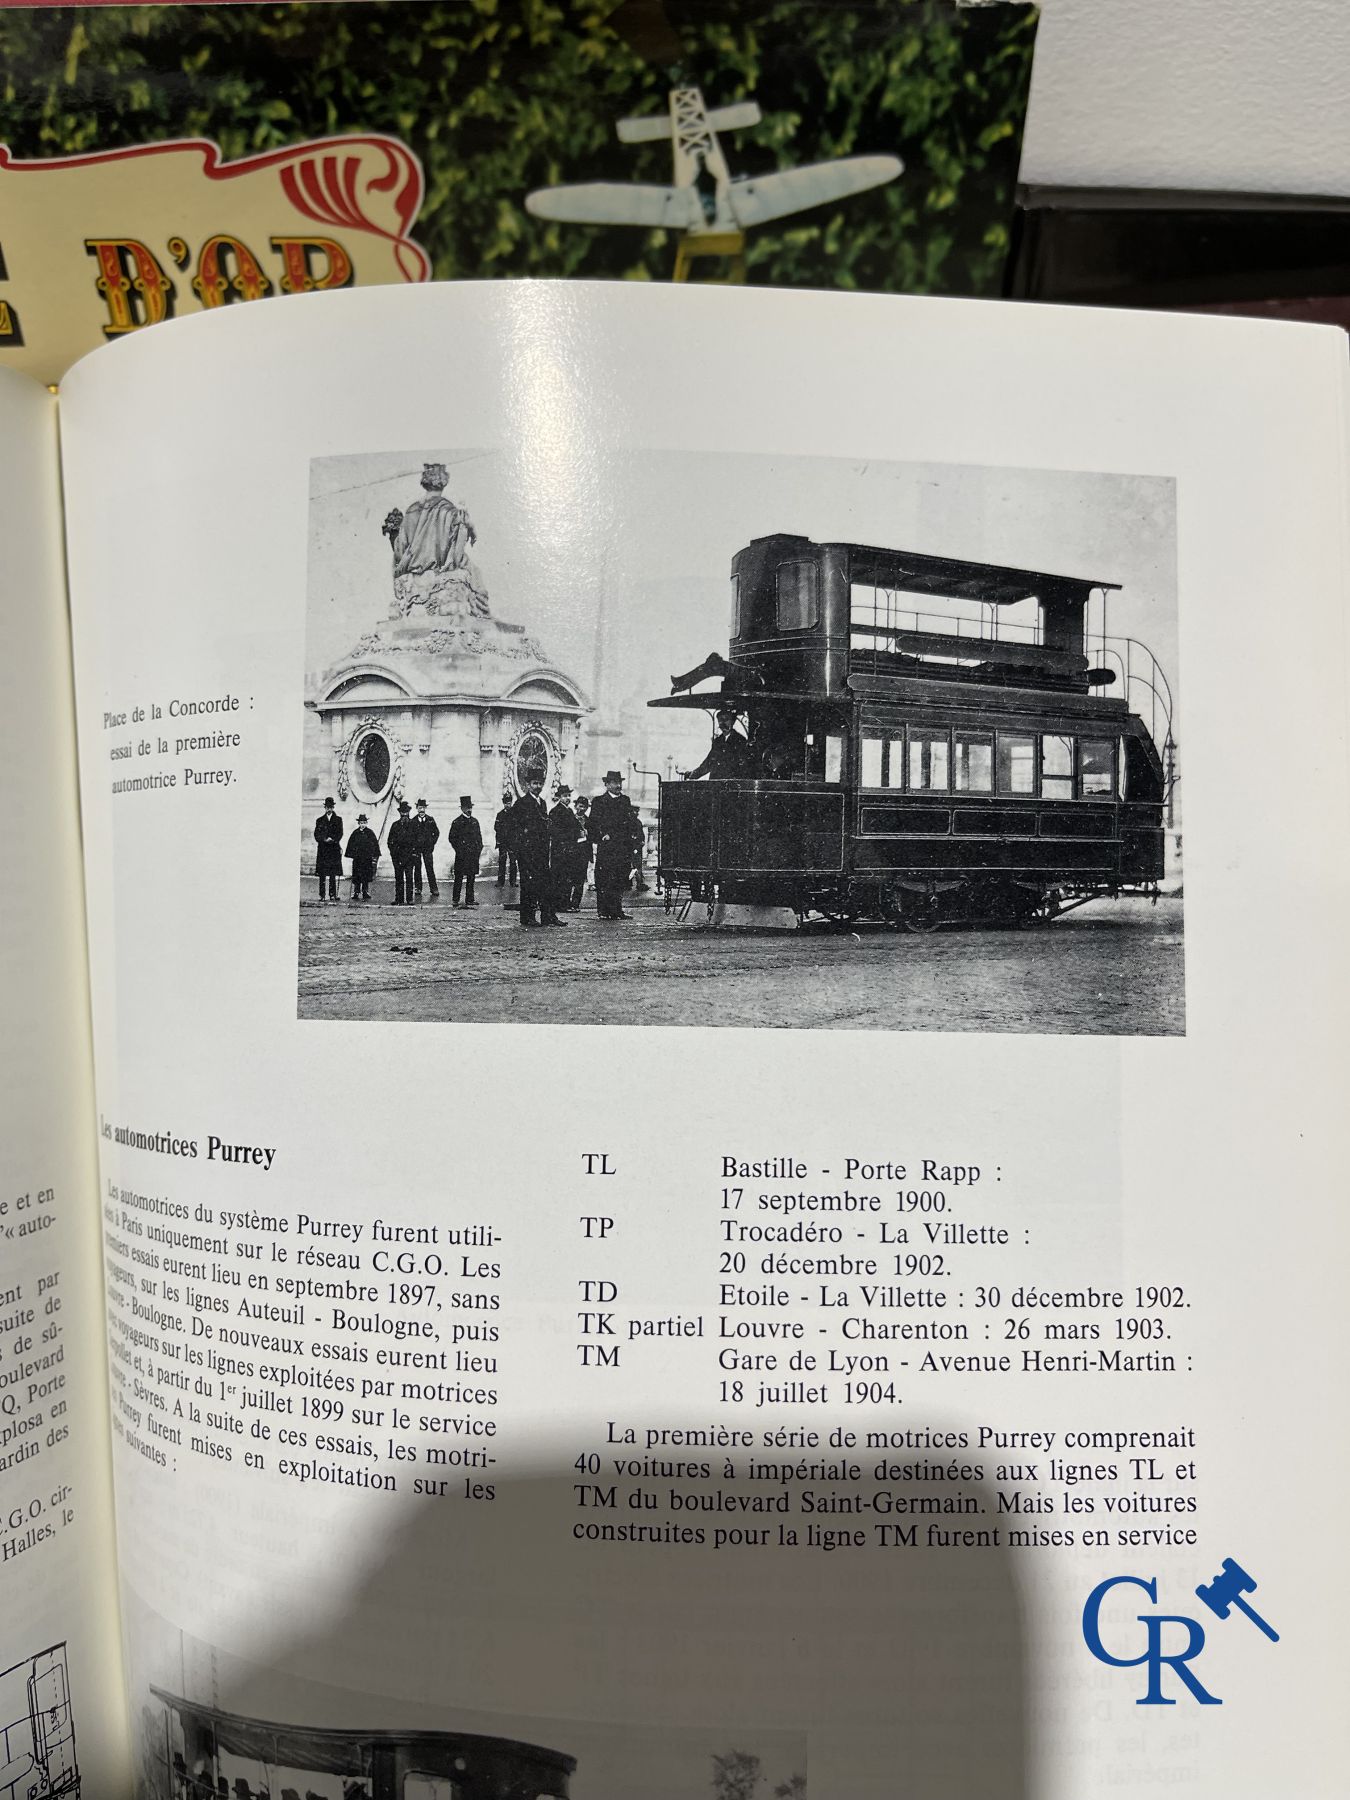 D'OR
Place de la Concorde :
essai de la première
automotrice Purrey.
Les automotrices Purrey
Les automotrices du système Purrey furent utili-
sées à Paris uniquement sur le réseau C.G.O. Les
premiers essais eurent lieu en septembre 1897, sans
voyageurs, sur les lignes Auteuil - Boulogne, puis
Louvre - Boulogne. De nouveaux essais eurent lieu
avec voyageurs sur les lignes exploitées par motrices
Serpollet et, à partir du 1er juillet 1899 sur le service
Louvre - Sèvres. A la suite de ces essais, les motri-
ces Purrey furent mises en exploitation sur les
lignes suivantes :
TL Bastille - Porte Rapp :
17 septembre 1900.
TP Trocadéro - La Villette :
20 décembre 1902.
TD Etoile - La Villette : 30 décembre 1902.
TK partiel Louvre - Charenton : 26 mars 1903.
TM Gare de Lyon - Avenue Henri-Martin :
18 juillet 1904.
La première série de motrices Purrey comprenait
40 voitures à impériale destinées aux lignes TL et
TM du boulevard Saint-Germain. Mais les voitures
construites pour la ligne TM furent mises en service
e et en
'« auto-
ent par
suite de
s de sû-
oulevard
Q, Porte
xplosa en
ardin des
C.G.O. cir-
Halles, le
GR